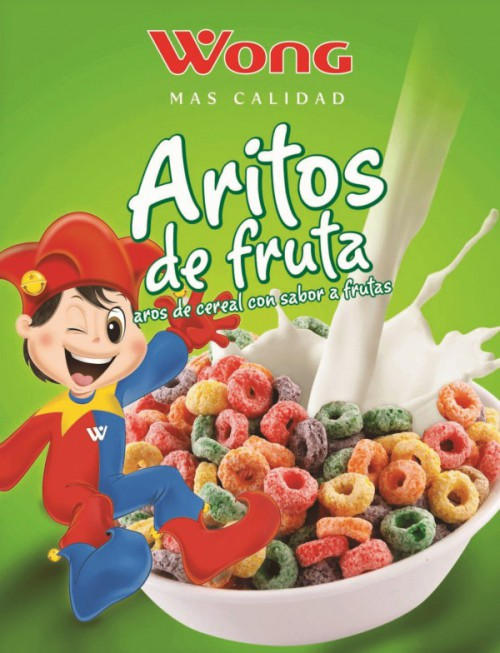 WONG
MAS CALIDAD
Aritos
de fruta
aros de cereal con sabor a frutas
W